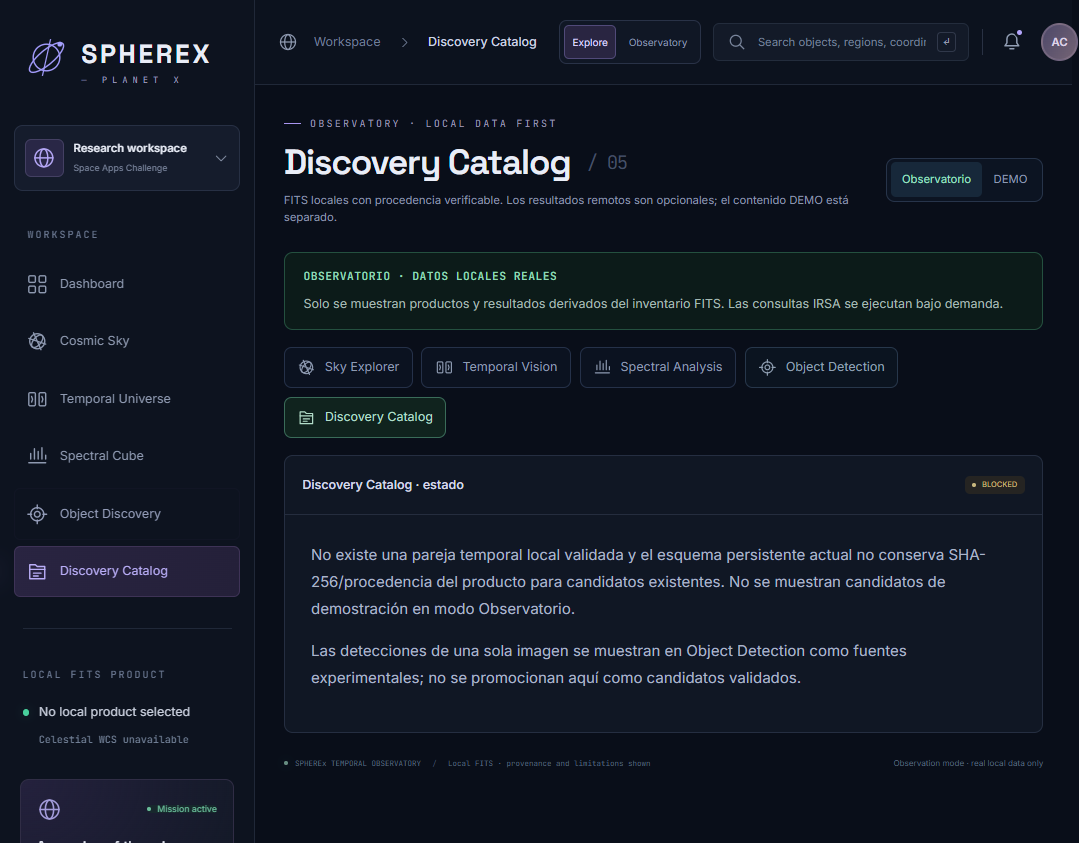 SPHEREX
— PLANET X
Research workspace
Space Apps Challenge
WORKSPACE
Dashboard
Cosmic Sky
Temporal Universe
Spectral Cube
Object Discovery
Discovery Catalog
LOCAL FITS PRODUCT
No local product selected
Celestial WCS unavailable
Mission active
Workspace
Discovery Catalog
Explore
Observatory
Search objects, regions, coordin
AC
OBSERVATORY · LOCAL DATA FIRST
Discovery Catalog / 05
FITS locales con procedencia verificable. Los resultados remotos son opcionales; el contenido DEMO está
separado.
Observatorio
DEMO
OBSERVATORIO · DATOS LOCALES REALES
Solo se muestran productos y resultados derivados del inventario FITS. Las consultas IRSA se ejecutan bajo demanda.
Sky Explorer
Temporal Vision
Spectral Analysis
Object Detection
Discovery Catalog
Discovery Catalog · estado
BLOCKED
No existe una pareja temporal local validada y el esquema persistente actual no conserva SHA-
256/procedencia del producto para candidatos existentes. No se muestran candidatos de
demostración en modo Observatorio.
Las detecciones de una sola imagen se muestran en Object Detection como fuentes
experimentales; no se promocionan aquí como candidatos validados.
SPHEREx TEMPORAL OBSERVATORY / Local FITS · provenance and limitations shown
Observation mode · real local data only